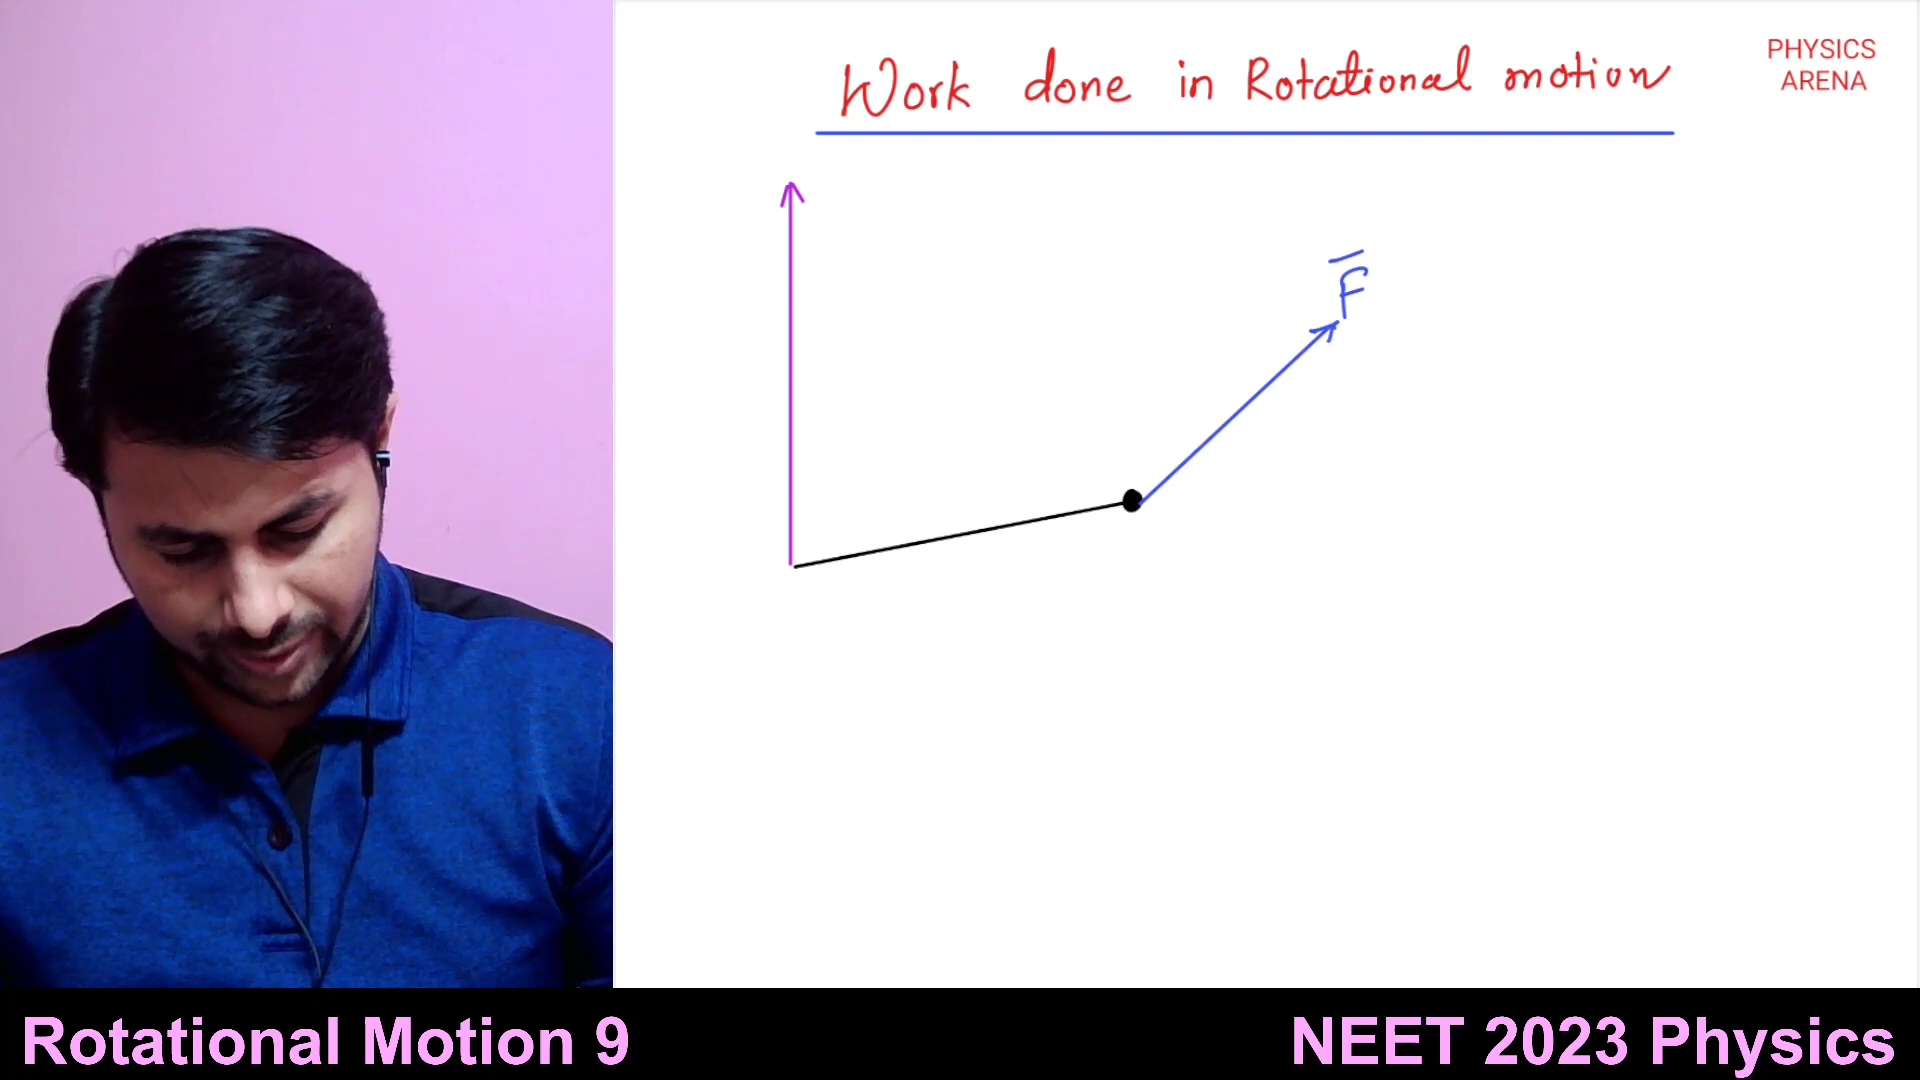 Work done in Rotational motion
PHYSICS
ARENA
F̅
Rotational Motion 9
NEET 2023 Physics